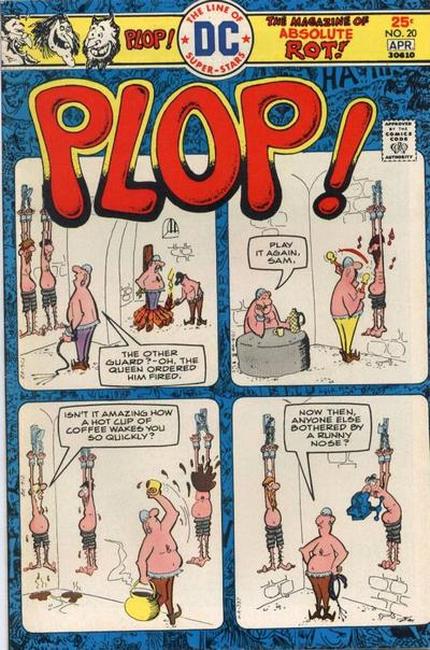 PLOP!
THE LINE OF
DC
SUPER-STARS
THE MAGAZINE OF
ABSOLUTE
ROT!
25¢
NO. 20
APR.
30610
PLOP!
APPROVED
BY THE
COMICS
CODE
AUTHORITY
THE OTHER
GUARD?-OH, THE
QUEEN ORDERED
HIM FIRED.
PLAY
IT AGAIN,
SAM.
ISN'T IT AMAZING HOW
A HOT CUP OF
COFFEE WAKES YOU
SO QUICKLY?
NOW THEN,
ANYONE ELSE
BOTHERED BY
A RUNNY
NOSE?